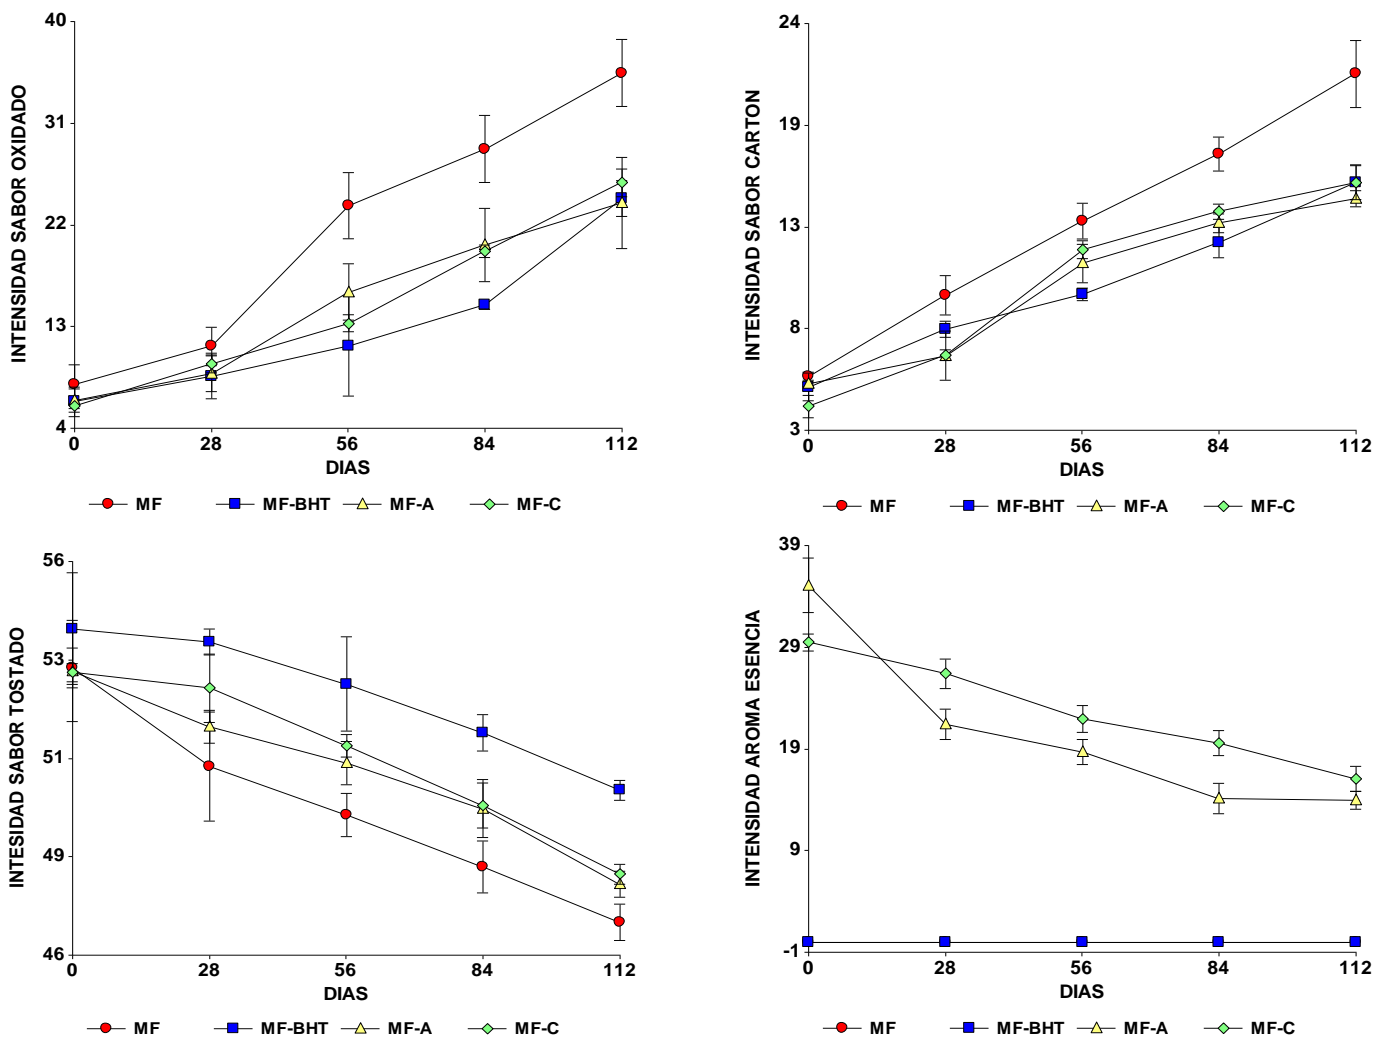 INTENSIDAD SABOR OXIDADO
40
31
22
13
4
0 28 56 84 112
DIAS
MF MF-BHT MF-A MF-C
INTENSIDAD SABOR CARTON
24
19
13
8
3
0 28 56 84 112
DIAS
MF MF-BHT MF-A MF-C
INTESIDAD SABOR TOSTADO
56
53
51
49
46
0 28 56 84 112
DIAS
MF MF-BHT MF-A MF-C
INTENSIDAD AROMA ESENCIA
39
29
19
9
-1
0 28 56 84 112
DIAS
MF MF-BHT MF-A MF-C